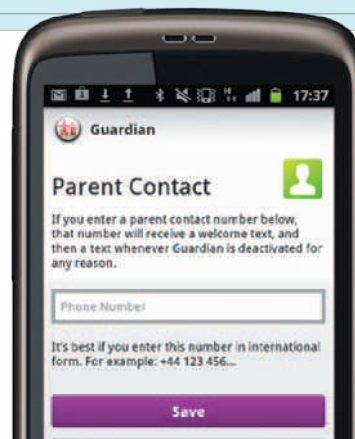 17:37
Guardian
Parent Contact
If you enter a parent contact number below,
that number will receive a welcome text, and
then a text whenever Guardian is deactivated for
any reason.
Phone Number
It's best if you enter this number in international
form. For example: +44 123 456...
Save